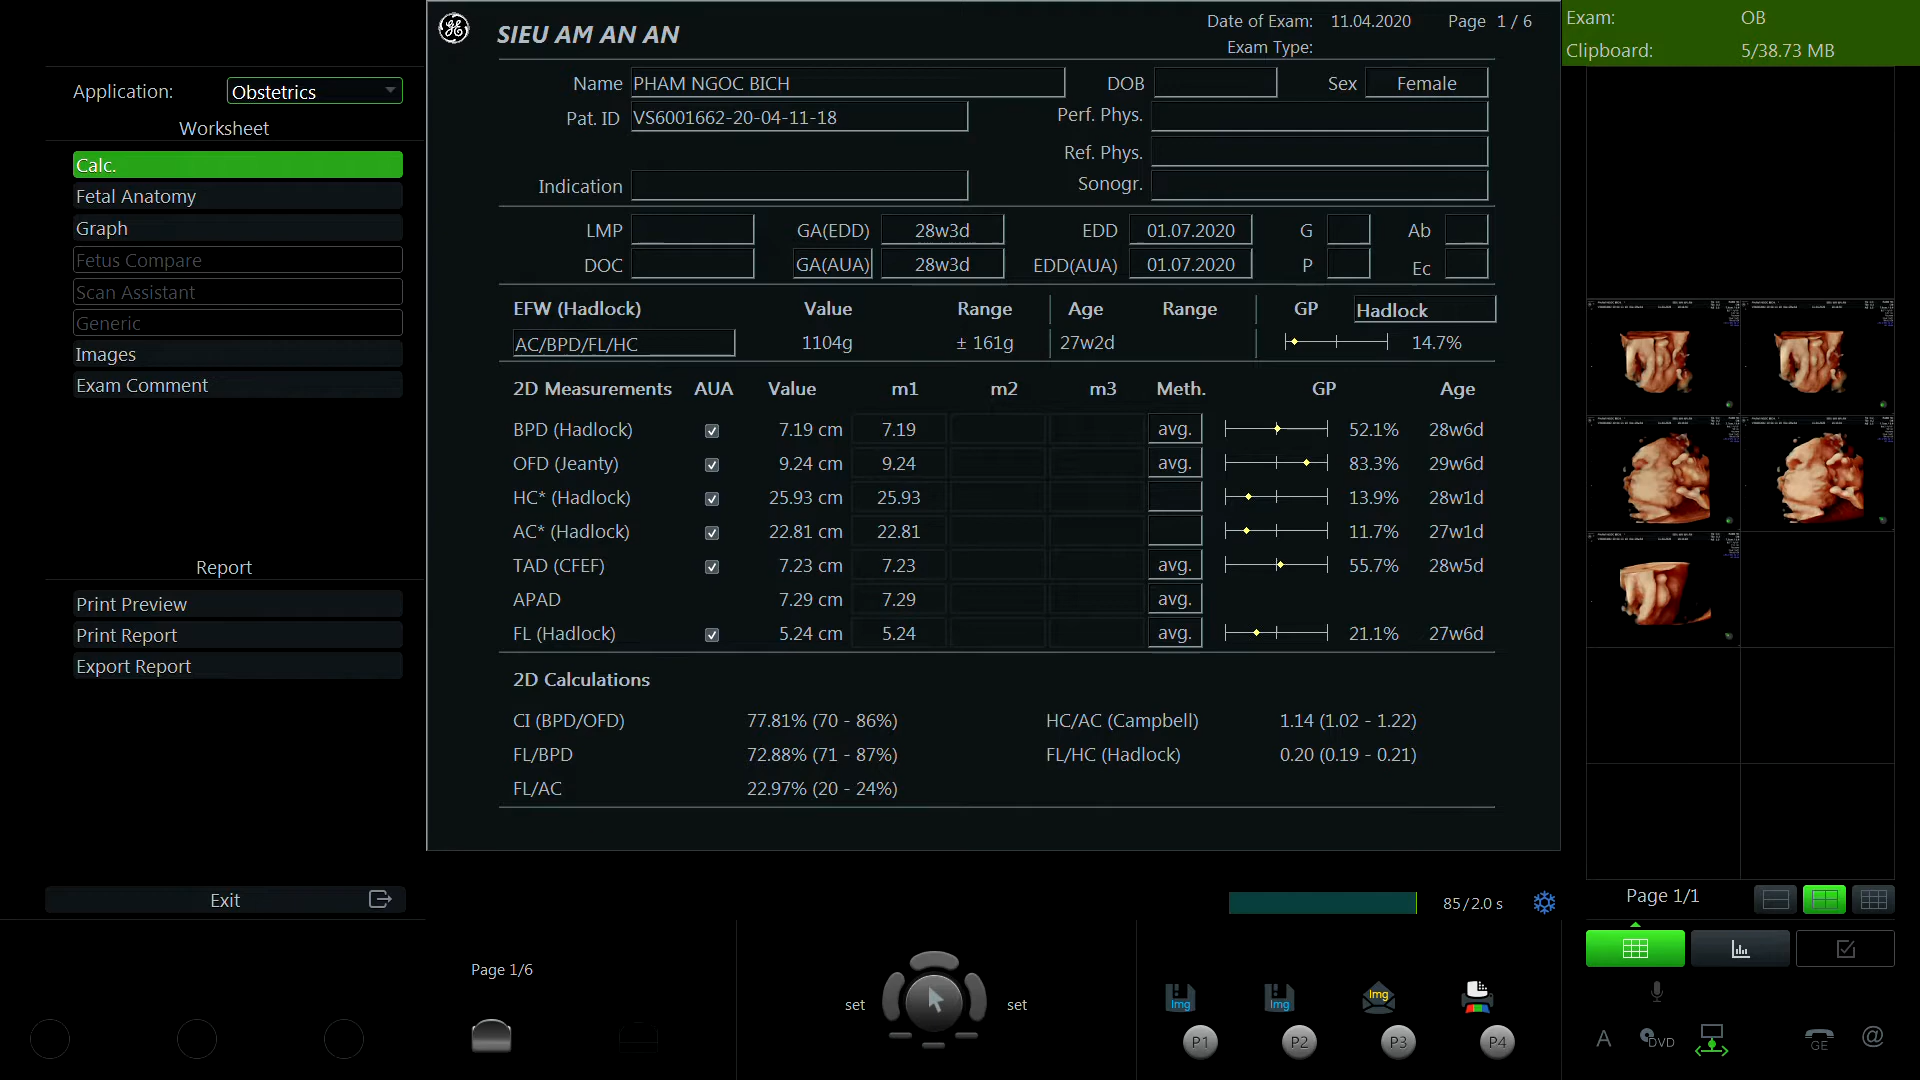 Application: Obstetrics
Worksheet
Calc.
Fetal Anatomy
Graph
Fetus Compare
Scan Assistant
Generic
Images
Exam Comment
Report
Print Preview
Print Report
Export Report
Exit
SIEU AM AN AN
Date of Exam: 11.04.2020 Page 1 / 6
Exam Type:
Name PHAM NGOC BICH DOB Sex Female
Pat. ID VS6001662-20-04-11-18 Perf. Phys.
Ref. Phys.
Indication Sonogr.
LMP GA(EDD) 28w3d EDD 01.07.2020 G Ab
DOC GA(AUA) 28w3d EDD(AUA) 01.07.2020 P Ec
EFW (Hadlock) Value Range Age Range GP Hadlock
AC/BPD/FL/HC 1104g ± 161g 27w2d 14.7%
2D Measurements AUA Value m1 m2 m3 Meth. GP Age
BPD (Hadlock) 7.19 cm 7.19 avg. 52.1% 28w6d
OFD (Jeanty) 9.24 cm 9.24 avg. 83.3% 29w6d
HC* (Hadlock) 25.93 cm 25.93 13.9% 28w1d
AC* (Hadlock) 22.81 cm 22.81 11.7% 27w1d
TAD (CFEF) 7.23 cm 7.23 avg. 55.7% 28w5d
APAD 7.29 cm 7.29 avg.
FL (Hadlock) 5.24 cm 5.24 avg. 21.1% 27w6d
2D Calculations
CI (BPD/OFD) 77.81% (70 - 86%) HC/AC (Campbell) 1.14 (1.02 - 1.22)
FL/BPD 72.88% (71 - 87%) FL/HC (Hadlock) 0.20 (0.19 - 0.21)
FL/AC 22.97% (20 - 24%)
85/2.0 s
Page 1/6
set set
Img Img Img
P1 P2 P3 P4
Exam: OB
Clipboard: 5/38.73 MB
Page 1/1
A DVD GE @